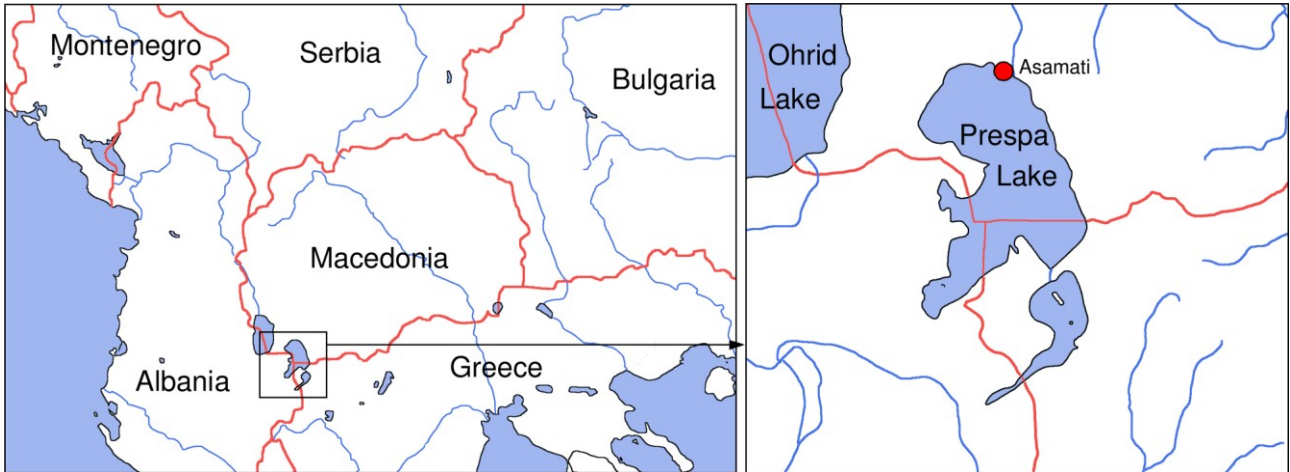 Montenegro
Serbia
Bulgaria
Macedonia
Albania
Greece
Ohrid
Lake
Asamati
Prespa
Lake